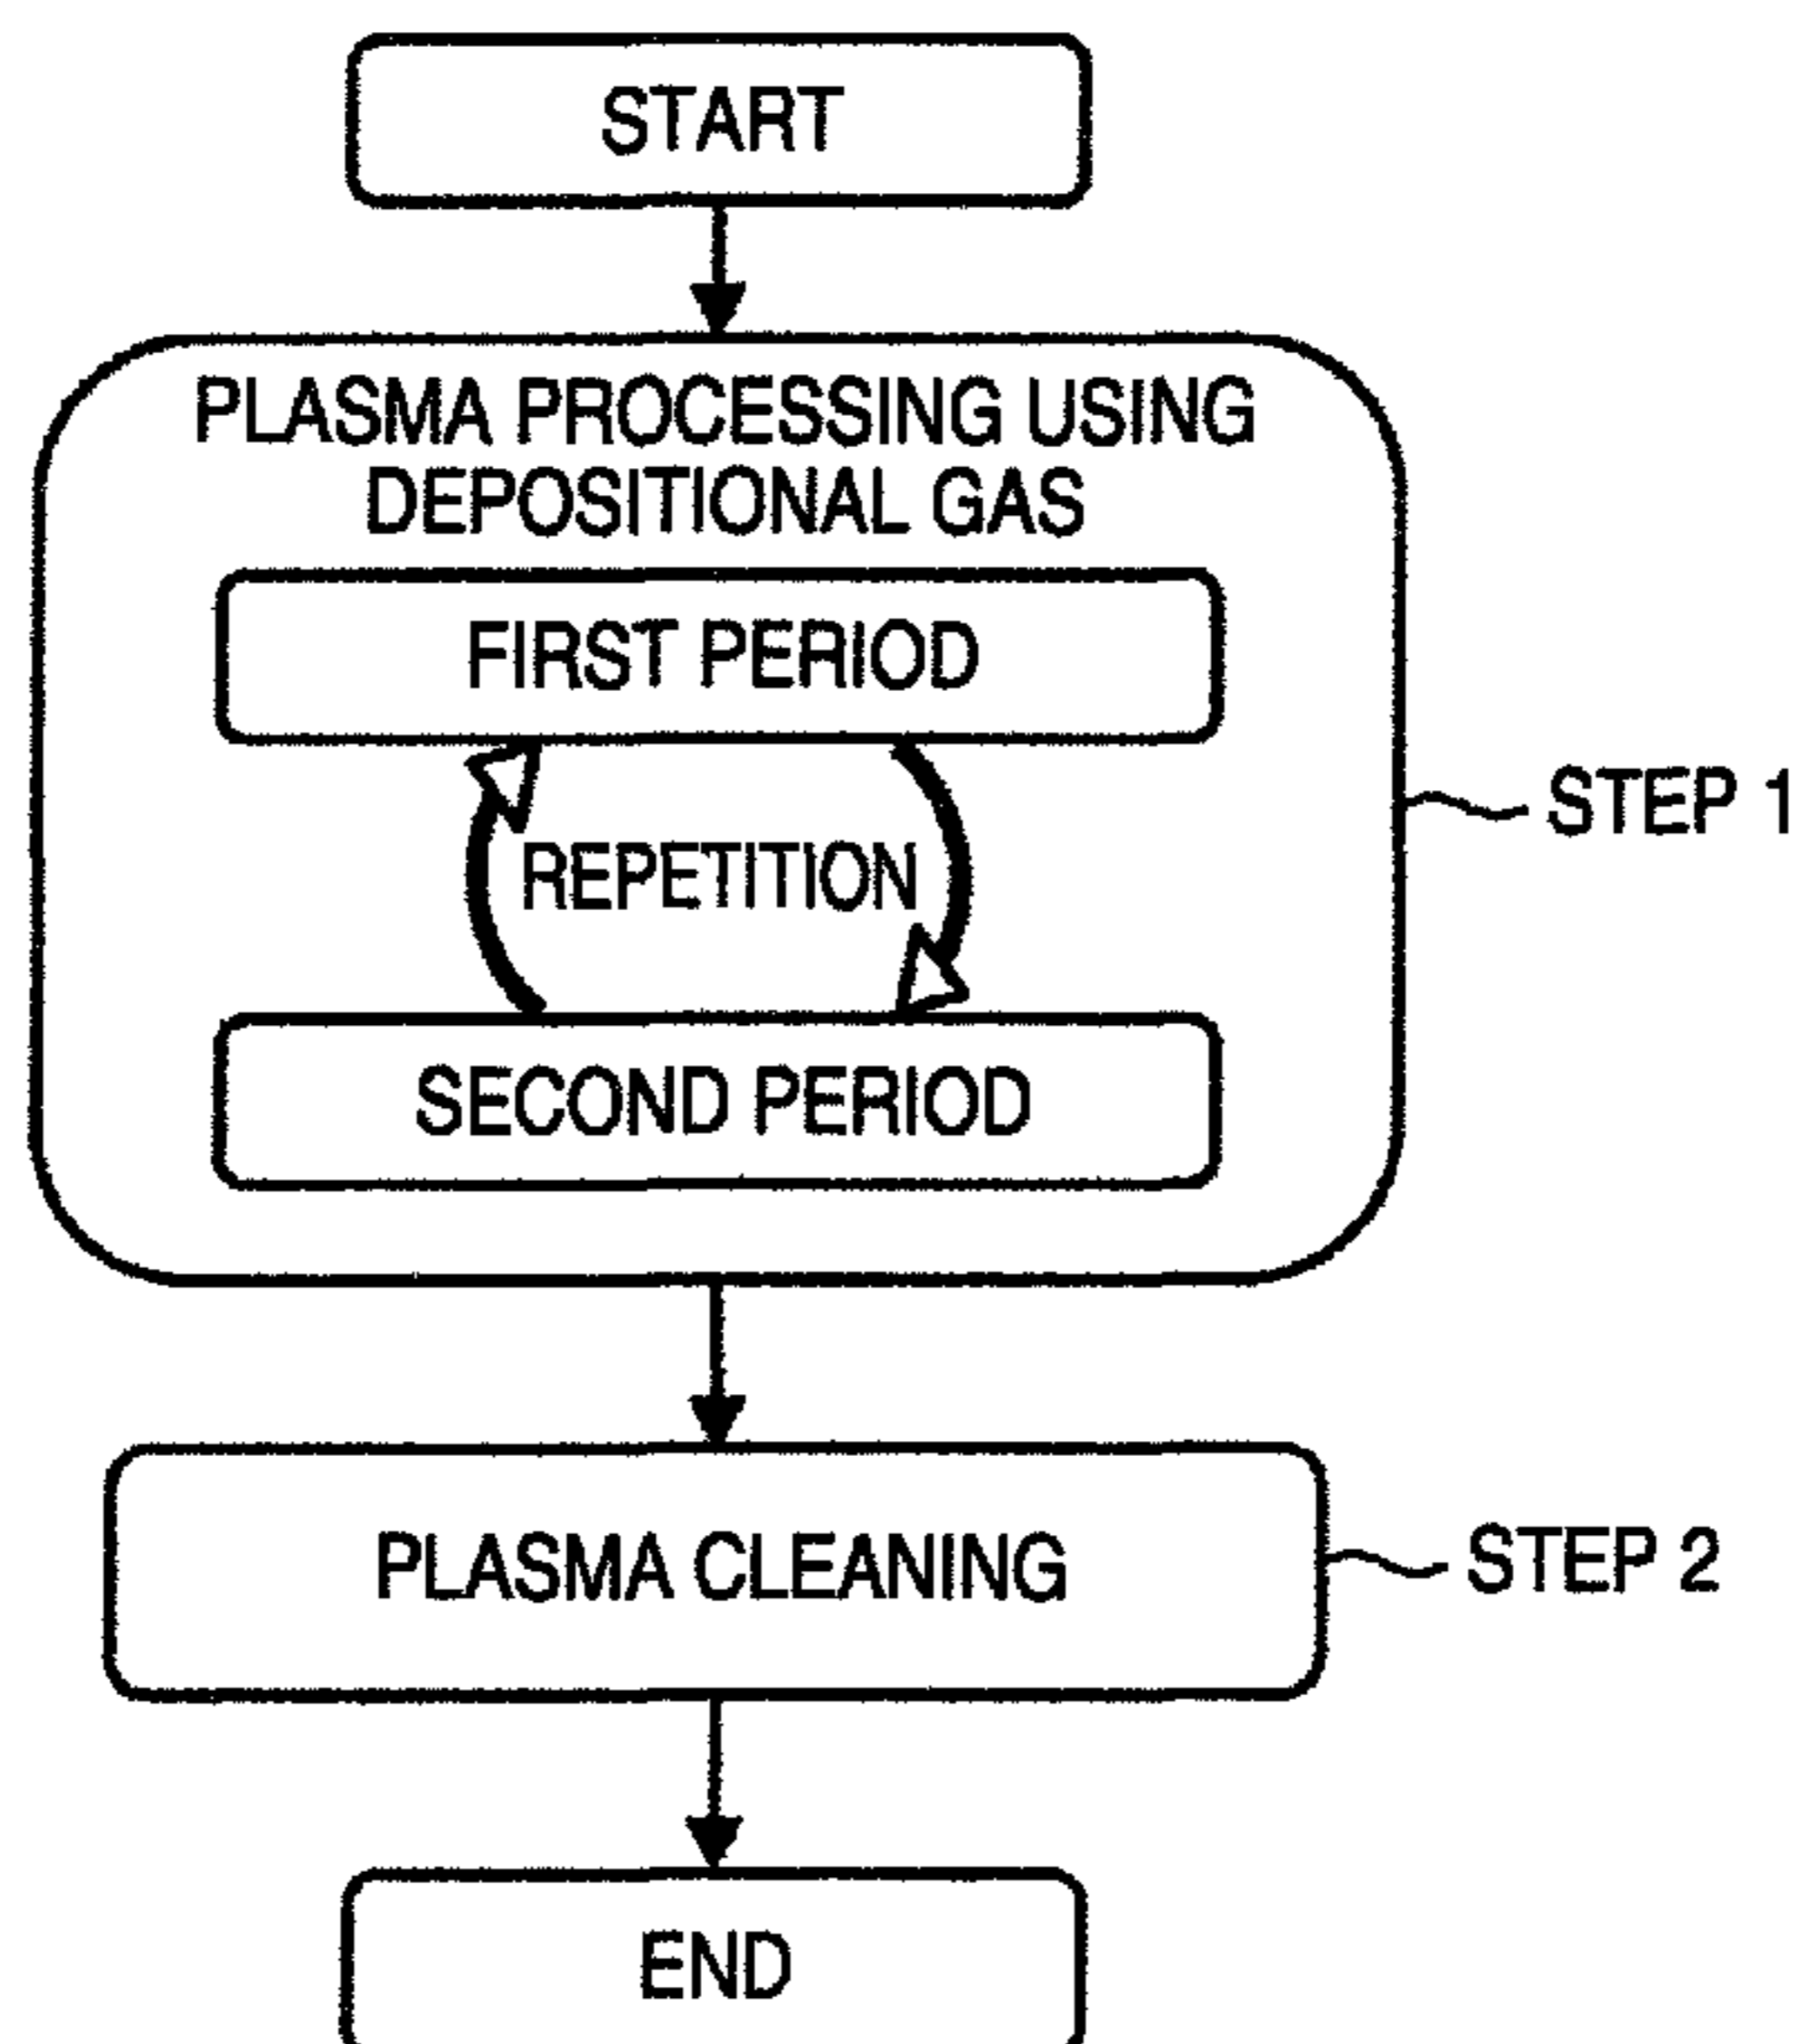 START
PLASMA PROCESSING USING
DEPOSITIONAL GAS
FIRST PERIOD
REPETITION
SECOND PERIOD
STEP 1
PLASMA CLEANING
STEP 2
END